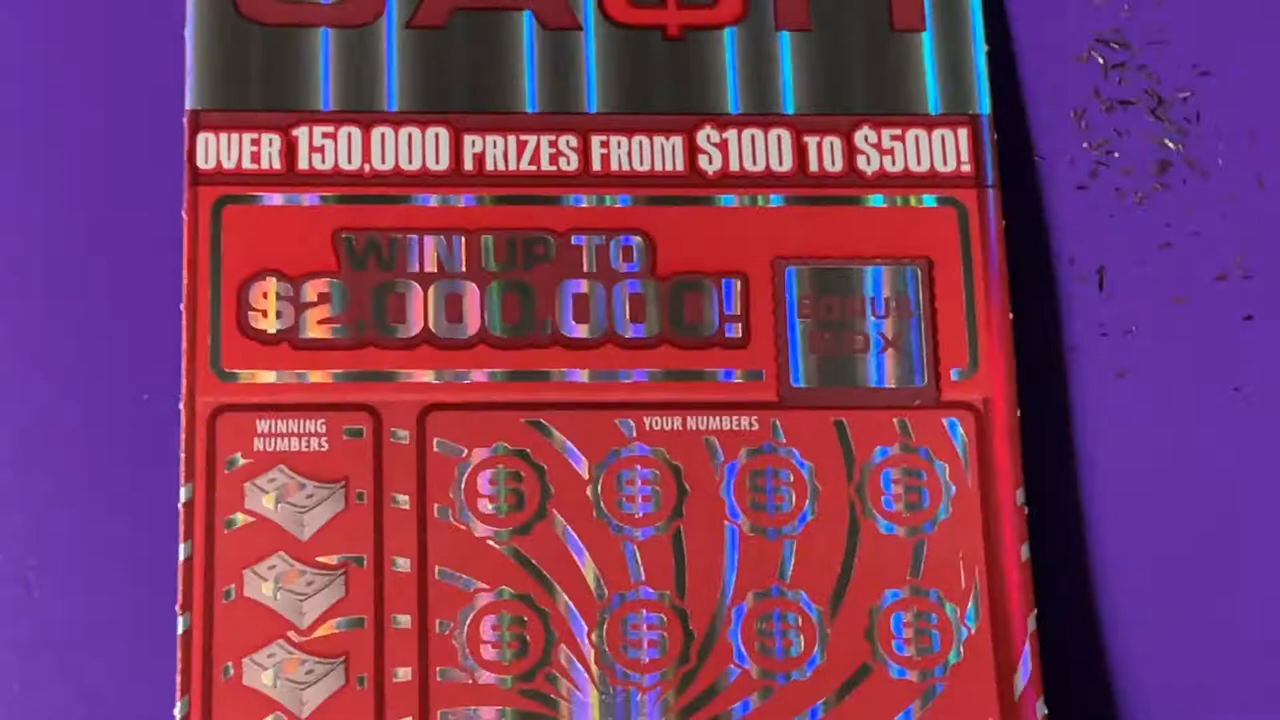 CA$H
OVER 150,000 PRIZES FROM $100 TO $500!
WIN UP TO
$2,000,000!
BONUS
BOX
WINNING
NUMBERS
YOUR NUMBERS
$ $ $ $
$ $ $ $